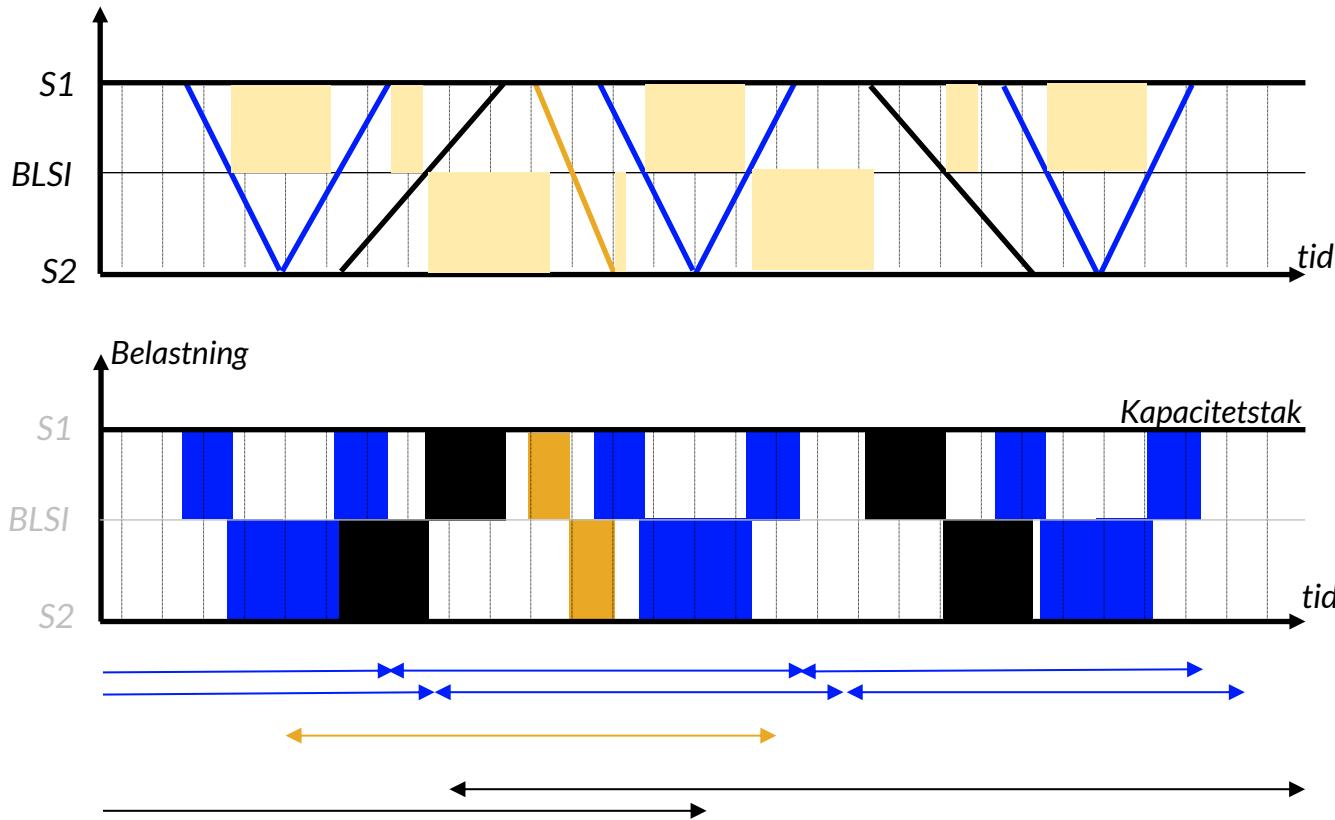 S1
BLSI
S2
tid
Belastning
Kapacitetstak
S1
BLSI
S2
tid